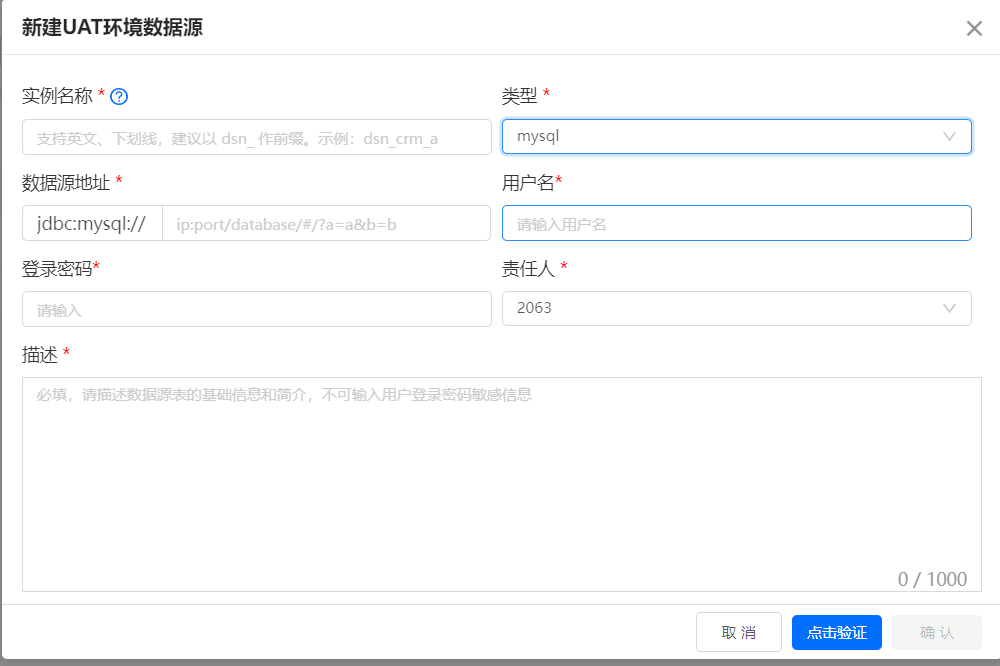 新建UAT环境数据源
实例名称 *
类型 *
支持英文、下划线，建议以 dsn_ 作前缀。示例：dsn_crm_a
mysql
数据源地址 *
用户名*
jdbc:mysql://
ip:port/database/#/?a=a&b=b
请输入用户名
登录密码*
责任人 *
请输入
2063
描述 *
必填，请描述数据源表的基础信息和简介，不可输入用户登录密码敏感信息
0 / 1000
取 消
点击验证
确 认